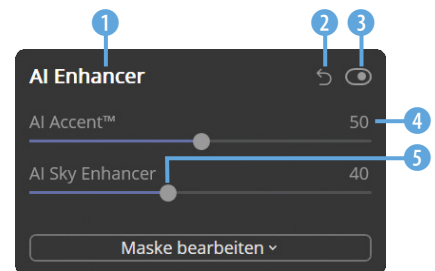 1 2 3
AI Enhancer
AI Accent™ 50 4
5
AI Sky Enhancer 40
Maske bearbeiten